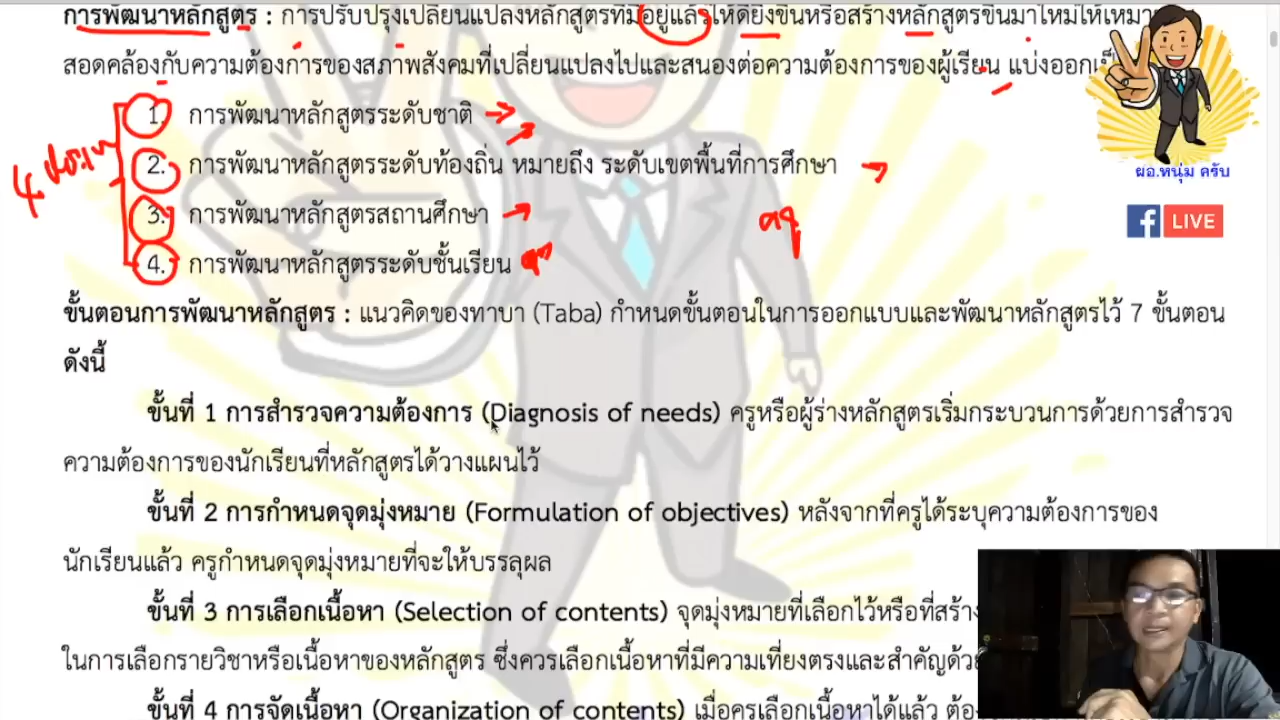 การพัฒนาหลักสูตร : การปรับปรุงเปลี่ยนแปลงหลักสูตรที่มีอยู่แล้วให้ดียิ่งขึ้นหรือสร้างหลักสูตรขึ้นมาใหม่ให้
สอดคล้องกับความต้องการของสภาพสังคมที่เปลี่ยนแปลงไปและสนองต่อความต้องการของผู้เรียน แบ่งออก
1. การพัฒนาหลักสูตรระดับชาติ
2. การพัฒนาหลักสูตรระดับท้องถิ่น หมายถึง ระดับเขตพื้นที่การศึกษา
3. การพัฒนาหลักสูตรสถานศึกษา
4. การพัฒนาหลักสูตรระดับชั้นเรียน
ผอ.หนุ่ม ครับ
f LIVE
ขั้นตอนการพัฒนาหลักสูตร : แนวคิดของทาบา (Taba) กำหนดขั้นตอนในการออกแบบและพัฒนาหลักสูตรไว้ 7 ขั้นตอน
ดังนี้
ขั้นที่ 1 การสำรวจความต้องการ (Diagnosis of needs) ครูหรือผู้ร่างหลักสูตรเริ่มกระบวนการด้วยการสำรวจ
ความต้องการของนักเรียนที่หลักสูตรได้วางแผนไว้
ขั้นที่ 2 การกำหนดจุดมุ่งหมาย (Formulation of objectives) หลังจากที่ครูได้ระบุความต้องการของ
นักเรียนแล้ว ครูกำหนดจุดมุ่งหมายที่จะให้บรรลุผล
ขั้นที่ 3 การเลือกเนื้อหา (Selection of contents) จุดมุ่งหมายที่เลือกไว้หรือที่สร้าง
ในการเลือกรายวิชาหรือเนื้อหาของหลักสูตร ซึ่งควรเลือกเนื้อหาที่มีความเที่ยงตรงและสำคัญด้วย
ขั้นที่ 4 การจัดเนื้อหา (Organization of contents) เมื่อครูเลือกเนื้อหาได้แล้ว ต้อง